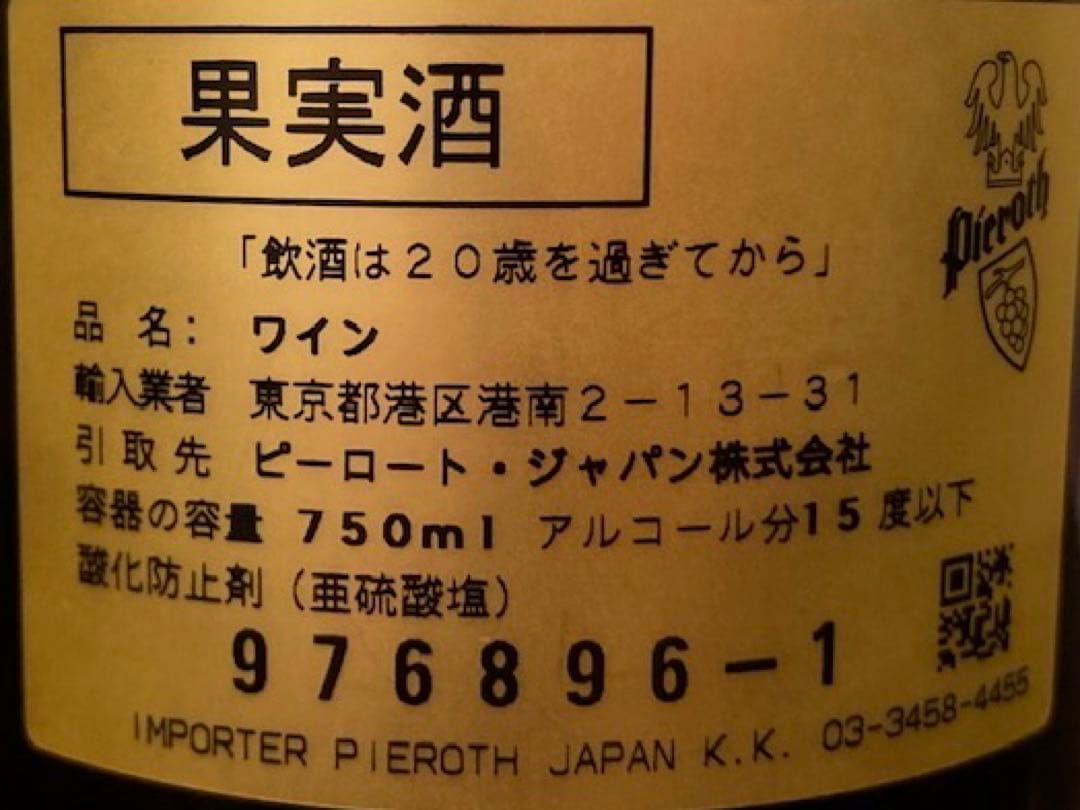 果実酒
Pieroth
「飲酒は２０歳を過ぎてから」
品 名： ワイン
輸入業者 東京都港区港南２－１３－３１
引取先 ピーロート・ジャパン株式会社
容器の容量 750ml アルコール分15度以下
酸化防止剤（亜硫酸塩）
976896-1
IMPORTER PIEROTH JAPAN K.K. 03-3458-4455